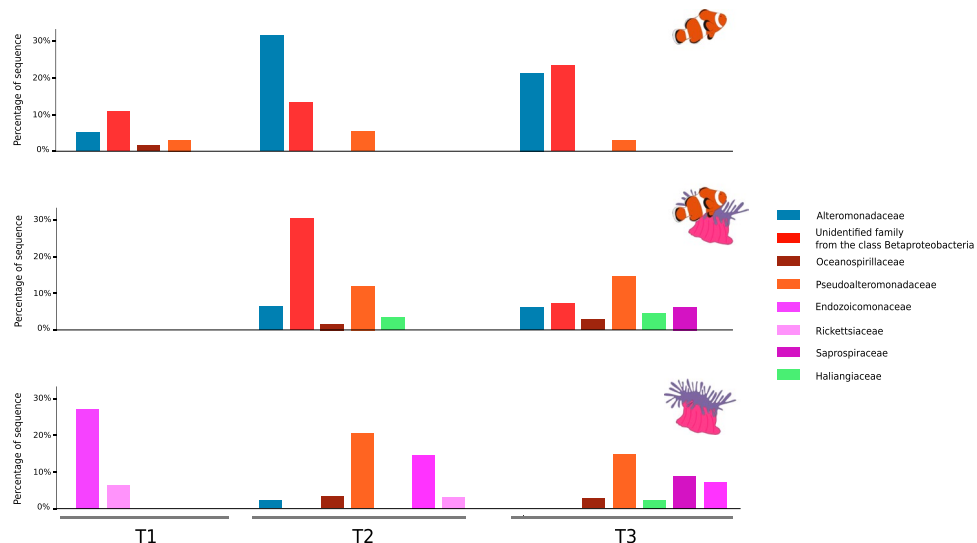 Percentage of sequence
30%
20%
10%
0%
Percentage of sequence
30%
20%
10%
0%
Percentage of sequence
30%
20%
10%
0%
T1 T2 T3
Alteromonadaceae
Unidentified family
from the class Betaproteobacteria
Oceanospirillaceae
Pseudoalteromonadaceae
Endozoicomonaceae
Rickettsiaceae
Saprospiraceae
Haliangiaceae